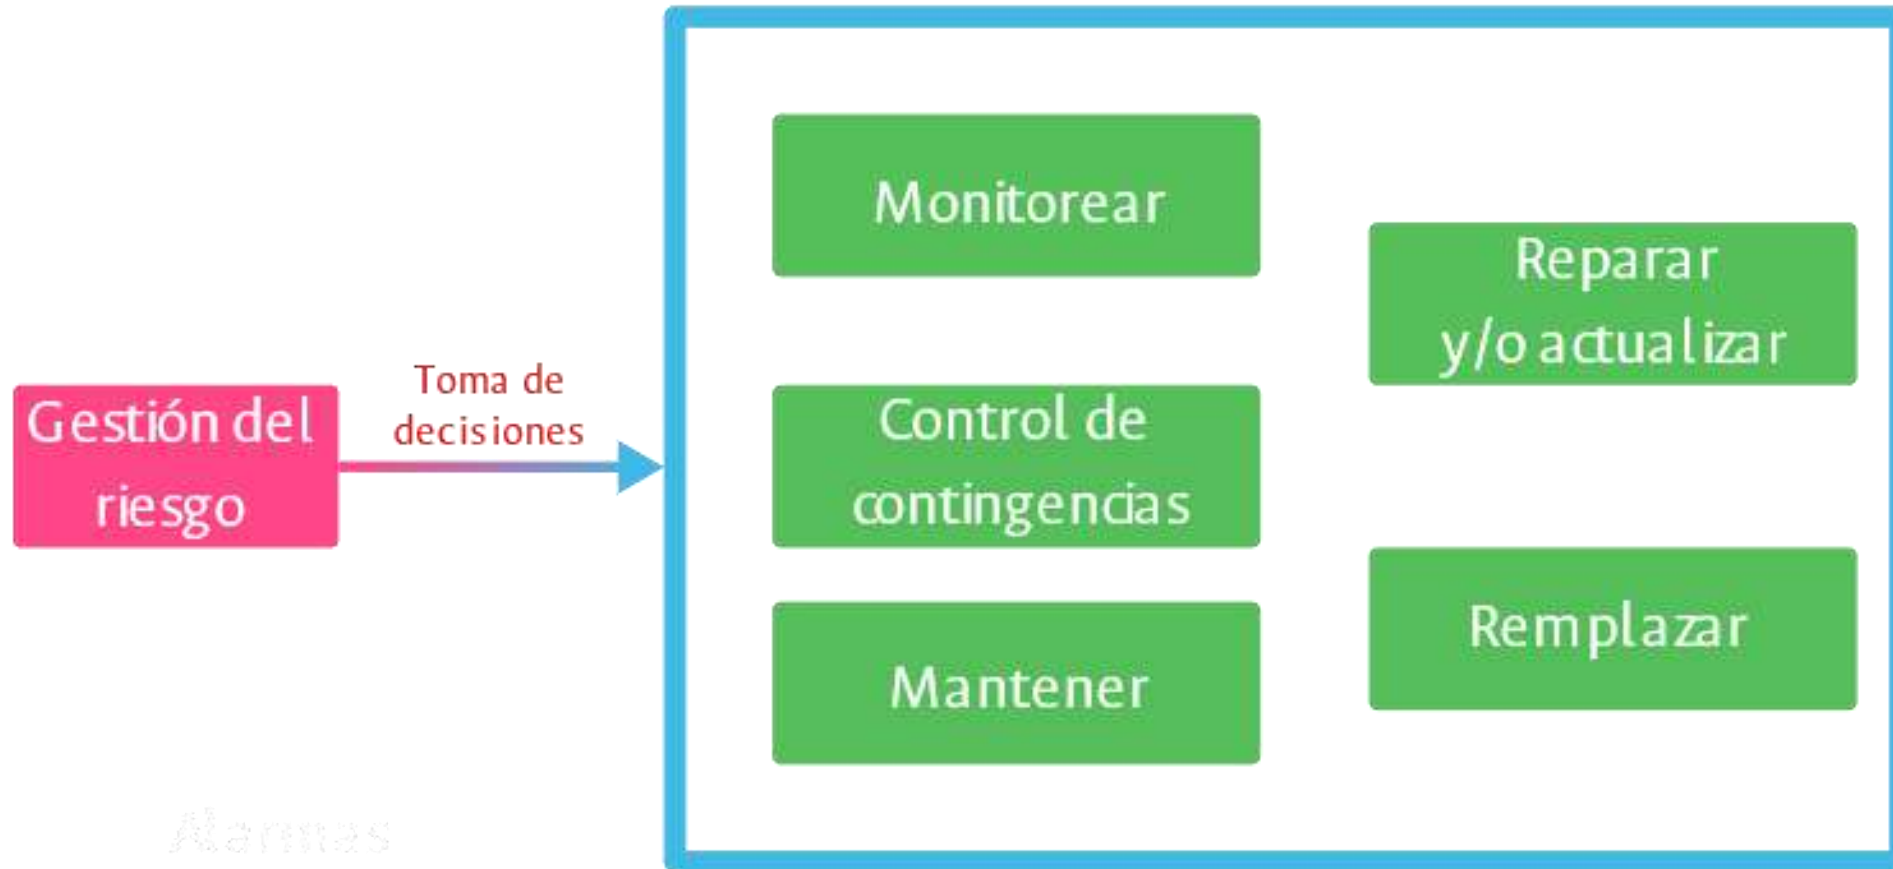 Gestión del
riesgo
Toma de
decisiones
Monitorear
Control de
contingencias
Mantener
Reparar
y/o actualizar
Remplazar